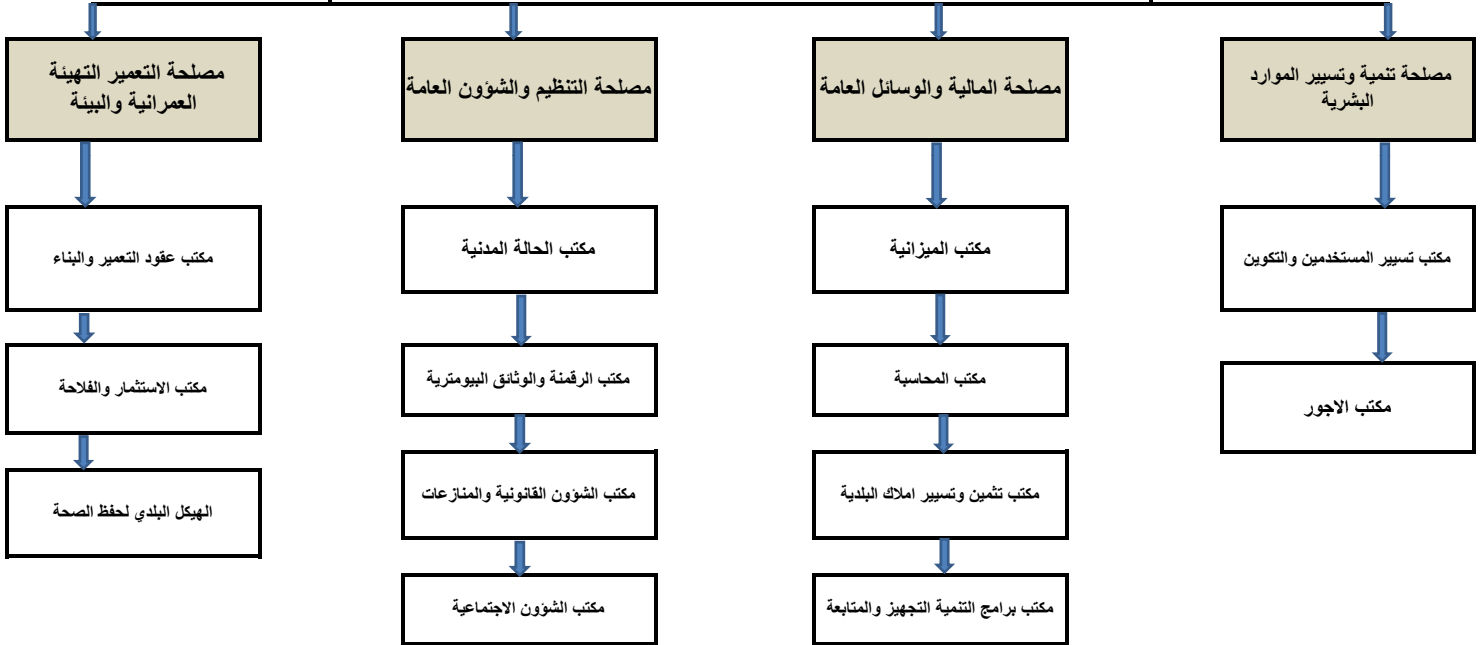 مصلحة تنمية وتسيير الموارد
البشرية
مكتب تسيير المستخدمين والتكوين
مكتب الاجور
مصلحة المالية والوسائل العامة
مكتب الميزانية
مكتب المحاسبة
مكتب تثمين وتسيير املاك البلدية
مكتب برامج التنمية التجهيز والمتابعة
مصلحة التنظيم والشؤون العامة
مكتب الحالة المدنية
مكتب الرقمنة والوثائق البيومترية
مكتب الشؤون القانونية والمنازعات
مكتب الشؤون الاجتماعية
مصلحة التعمير التهيئة
العمرانية والبيئة
مكتب عقود التعمير والبناء
مكتب الاستثمار والفلاحة
الهيكل البلدي لحفظ الصحة